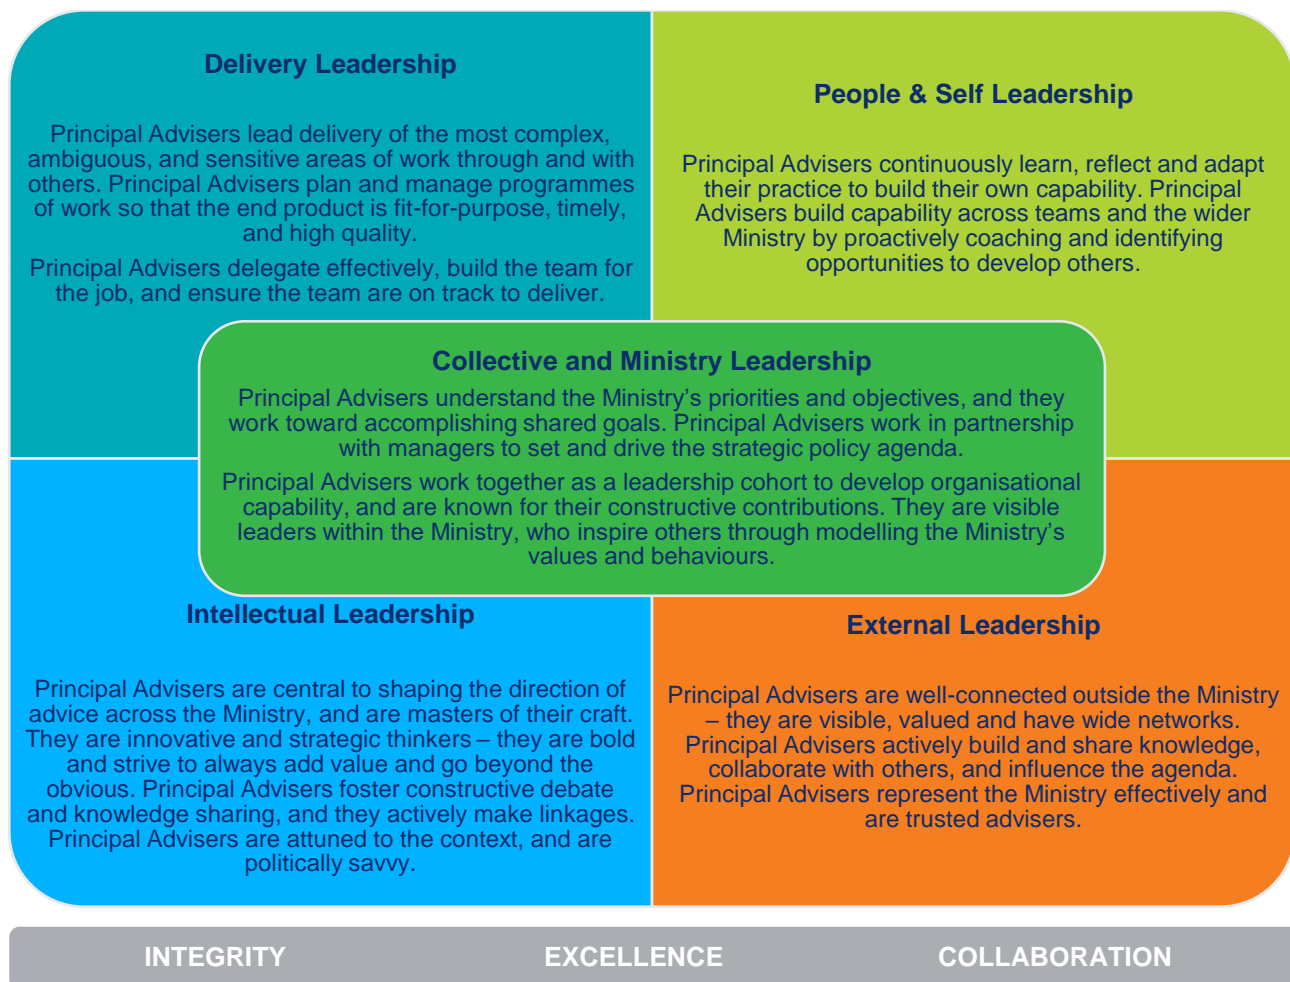 Delivery Leadership
Principal Advisers lead delivery of the most complex,
ambiguous, and sensitive areas of work through and with
others. Principal Advisers plan and manage programmes
of work so that the end product is fit-for-purpose, timely,
and high quality.
Principal Advisers delegate effectively, build the team for
the job, and ensure the team are on track to deliver.
People & Self Leadership
Principal Advisers continuously learn, reflect and adapt
their practice to build their own capability. Principal
Advisers build capability across teams and the wider
Ministry by proactively coaching and identifying
opportunities to develop others.
Collective and Ministry Leadership
Principal Advisers understand the Ministry’s priorities and objectives, and they
work toward accomplishing shared goals. Principal Advisers work in partnership
with managers to set and drive the strategic policy agenda.
Principal Advisers work together as a leadership cohort to develop organisational
capability, and are known for their constructive contributions. They are visible
leaders within the Ministry, who inspire others through modelling the Ministry’s
values and behaviours.
Intellectual Leadership
Principal Advisers are central to shaping the direction of
advice across the Ministry, and are masters of their craft.
They are innovative and strategic thinkers – they are bold
and strive to always add value and go beyond the
obvious. Principal Advisers foster constructive debate
and knowledge sharing, and they actively make linkages.
Principal Advisers are attuned to the context, and are
politically savvy.
External Leadership
Principal Advisers are well-connected outside the Ministry
– they are visible, valued and have wide networks.
Principal Advisers actively build and share knowledge,
collaborate with others, and influence the agenda.
Principal Advisers represent the Ministry effectively and
are trusted advisers.
INTEGRITY EXCELLENCE COLLABORATION